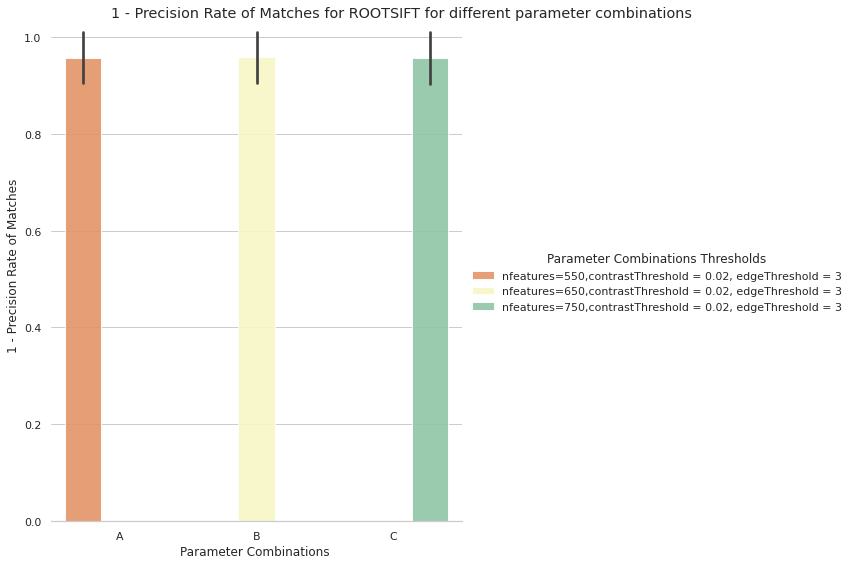 1 - Precision Rate of Matches for ROOTSIFT for different parameter combinations
1.0
0.8
0.6
0.4
0.2
0.0
1 - Precision Rate of Matches
A
B
C
Parameter Combinations
Parameter Combinations Thresholds
nfeatures=550,contrastThreshold = 0.02, edgeThreshold = 3
nfeatures=650,contrastThreshold = 0.02, edgeThreshold = 3
nfeatures=750,contrastThreshold = 0.02, edgeThreshold = 3